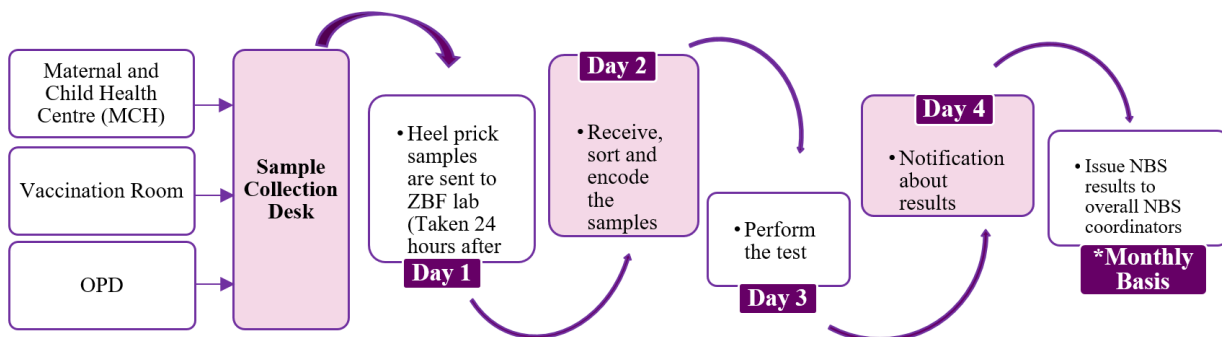 Maternal and
Child Health
Centre (MCH)
Vaccination Room
OPD
Sample
Collection
Desk
• Heel prick
samples
are sent to
ZBF lab
(Taken 24
hours after
Day 1
Day 2
• Receive,
sort and
encode
the
samples
• Perform
the test
Day 3
Day 4
• Notification
about
results
• Issue NBS
results to
overall NBS
coordinators
*Monthly
Basis